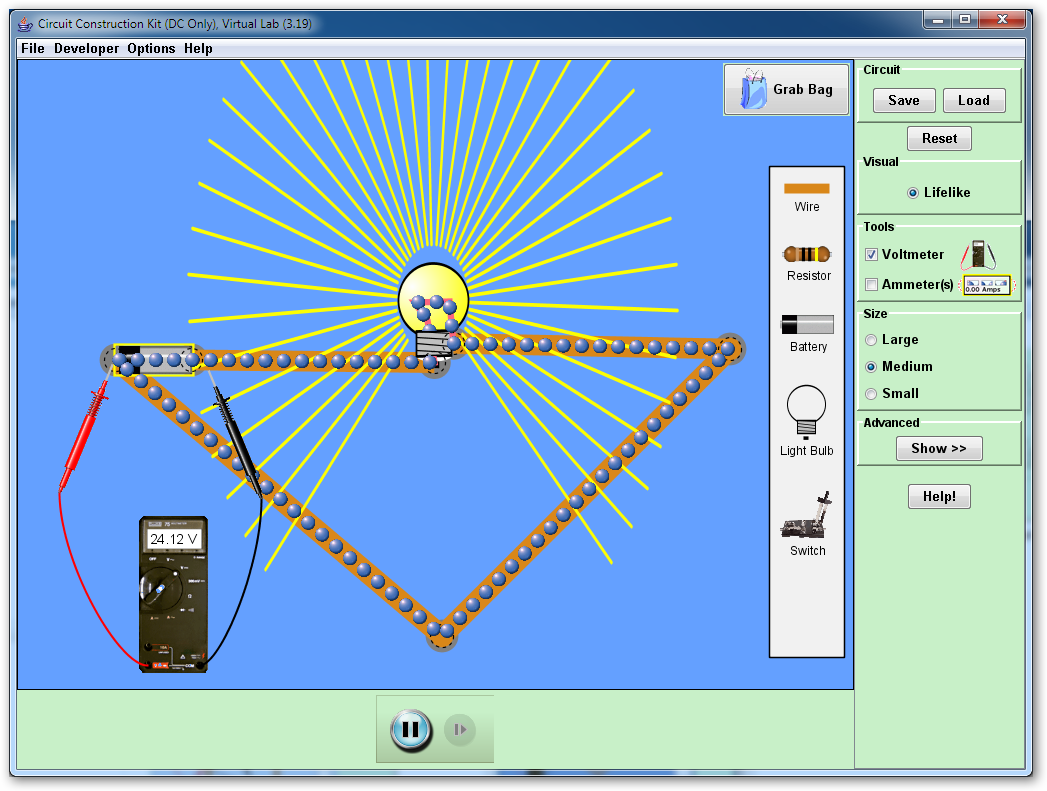 Circuit Construction Kit (DC Only), Virtual Lab (3.19)
File Developer Options Help
Grab Bag
Wire
Resistor
Battery
Light Bulb
Switch
24.12 V
Circuit
Save Load
Reset
Visual
Lifelike
Tools
Voltmeter
Ammeter(s)
0.00 Amps
Size
Large
Medium
Small
Advanced
Show >>
Help!